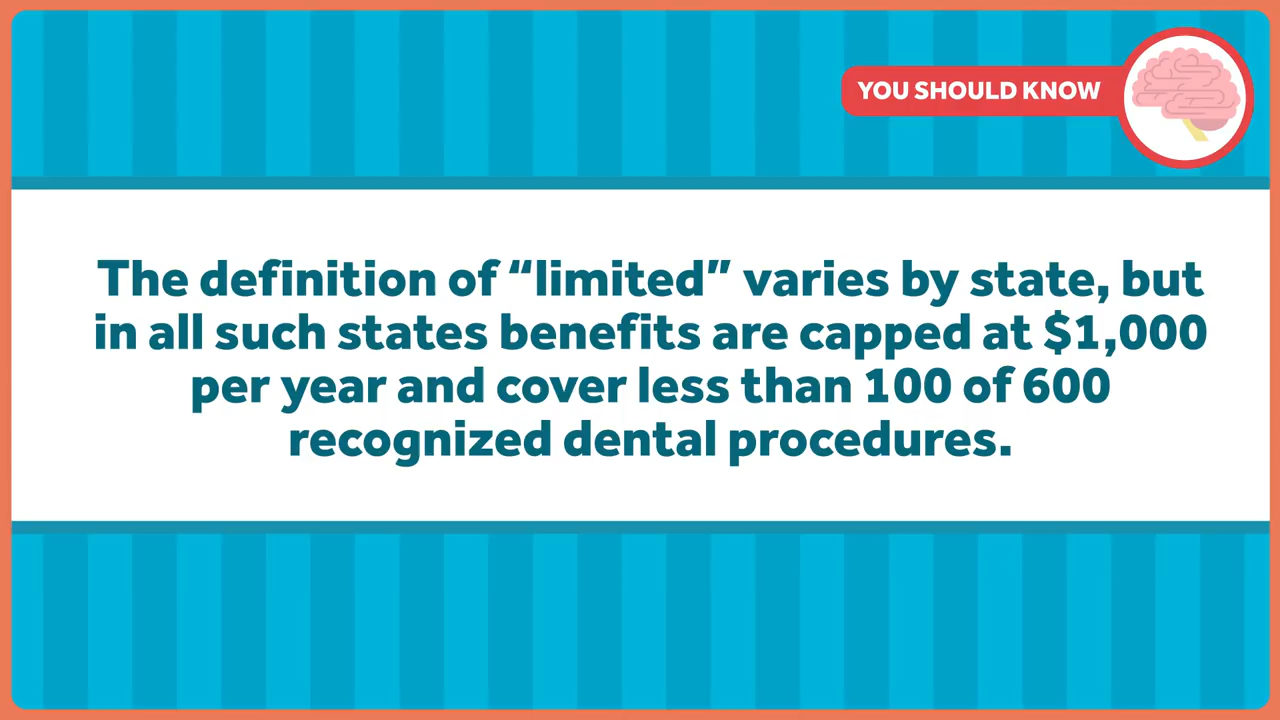 YOU SHOULD KNOW
The definition of “limited” varies by state, but
in all such states benefits are capped at $1,000
per year and cover less than 100 of 600
recognized dental procedures.